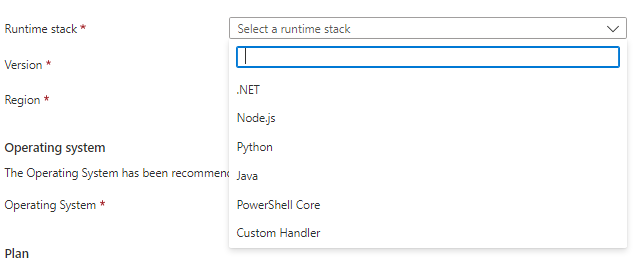 Runtime stack *
Select a runtime stack
Version *
Region *
.NET
Node.js
Python
Java
PowerShell Core
Custom Handler
Operating system
The Operating System has been
Operating System *
Plan